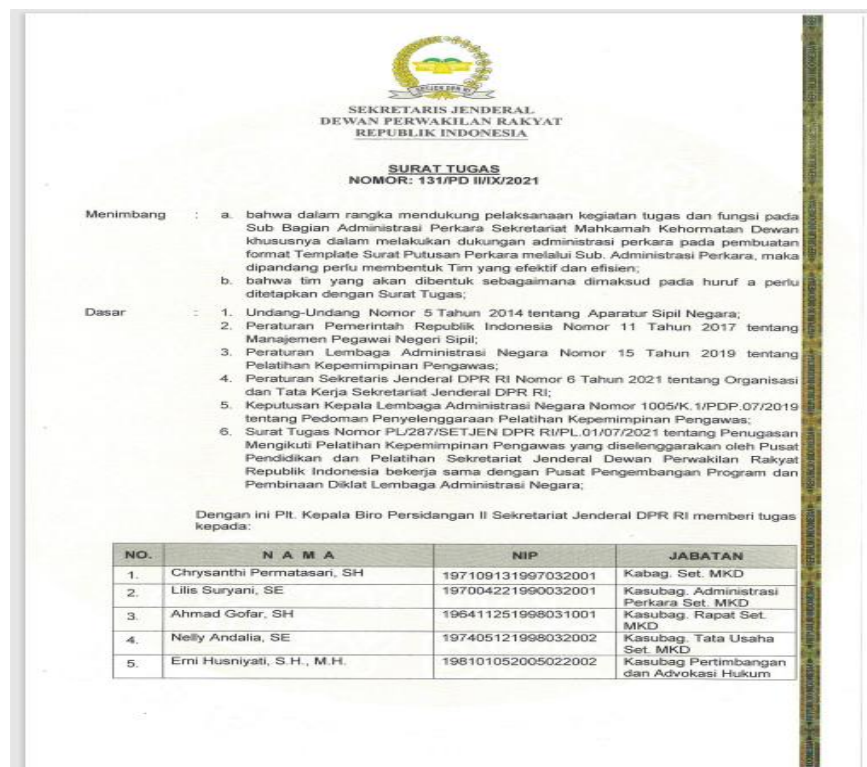 SETJEN DPR RI
SEKRETARIS JENDERAL
DEWAN PERWAKILAN RAKYAT
REPUBLIK INDONESIA
SURAT TUGAS
NOMOR: 131/PD II/IX/2021
Menimbang : a. bahwa dalam rangka mendukung pelaksanaan kegiatan tugas dan fungsi pada
Sub Bagian Administrasi Perkara Sekretariat Mahkamah Kehormatan Dewan
khususnya dalam melakukan dukungan administrasi perkara pada pembuatan
format Template Surat Putusan Perkara melalui Sub. Administrasi Perkara, maka
dipandang perlu membentuk Tim yang efektif dan efisien;
b. bahwa tim yang akan dibentuk sebagaimana dimaksud pada huruf a perlu
ditetapkan dengan Surat Tugas;
Dasar : 1. Undang-Undang Nomor 5 Tahun 2014 tentang Aparatur Sipil Negara;
2. Peraturan Pemerintah Republik Indonesia Nomor 11 Tahun 2017 tentang
Manajemen Pegawai Negeri Sipil;
3. Peraturan Lembaga Administrasi Negara Nomor 15 Tahun 2019 tentang
Pelatihan Kepemimpinan Pengawas;
4. Peraturan Sekretaris Jenderal DPR RI Nomor 6 Tahun 2021 tentang Organisasi
dan Tata Kerja Sekretariat Jenderal DPR RI;
5. Keputusan Kepala Lembaga Administrasi Negara Nomor 1005/K.1/PDP.07/2019
tentang Pedoman Penyelenggaraan Pelatihan Kepemimpinan Pengawas;
6. Surat Tugas Nomor PL/287/SETJEN DPR RI/PL.01/07/2021 tentang Penugasan
Mengikuti Pelatihan Kepemimpinan Pengawas yang diselenggarakan oleh Pusat
Pendidikan dan Pelatihan Sekretariat Jenderal Dewan Perwakilan Rakyat
Republik Indonesia bekerja sama dengan Pusat Pengembangan Program dan
Pembinaan Diklat Lembaga Administrasi Negara;
Dengan ini Plt. Kepala Biro Persidangan II Sekretariat Jenderal DPR RI memberi tugas
kepada:
NO. N A M A NIP JABATAN
1. Chrysanthi Permatasari, SH 197109131997032001 Kabag. Set. MKD
2. Lilis Suryani, SE 197004221990032001 Kasubag. Administrasi
Perkara Set. MKD
3. Ahmad Gofar, SH 196411251998031001 Kasubag. Rapat Set.
MKD
4. Nelly Andalia, SE 197405121998032002 Kasubag. Tata Usaha
Set. MKD
5. Erni Husniyati, S.H., M.H. 198101052005022002 Kasubag Pertimbangan
dan Advokasi Hukum